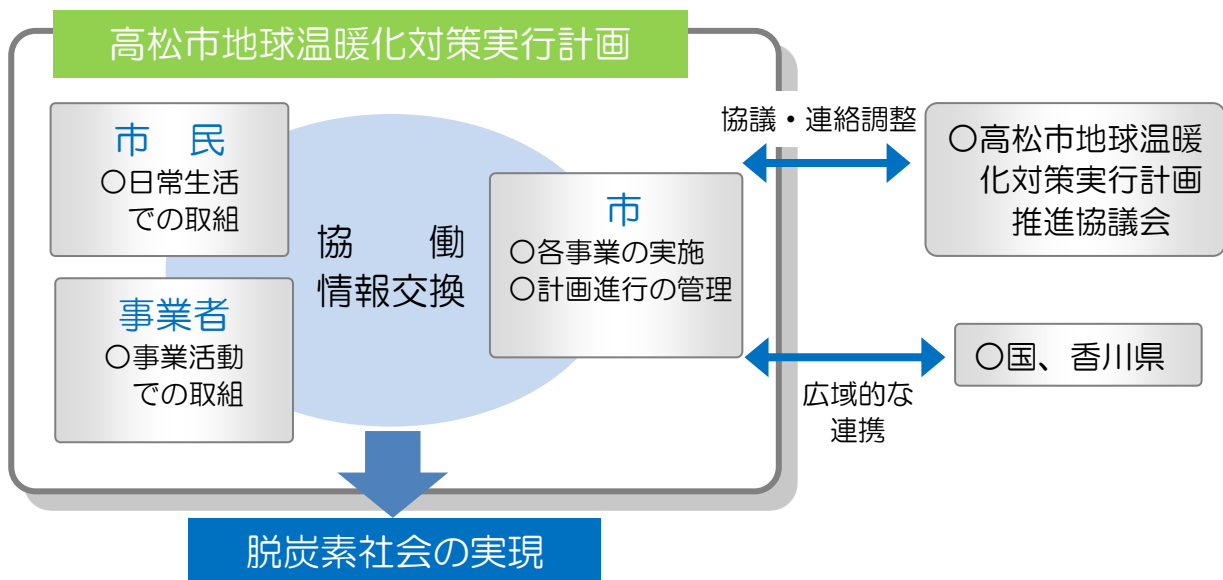 高松市地球温暖化対策実行計画
市　民
〇日常生活
での取組
事業者
〇事業活動
での取組
協　働
情報交換
市
〇各事業の実施
〇計画進行の管理
協議・連絡調整
〇高松市地球温暖
化対策実行計画
推進協議会
〇国、香川県
広域的な
連携
脱炭素社会の実現